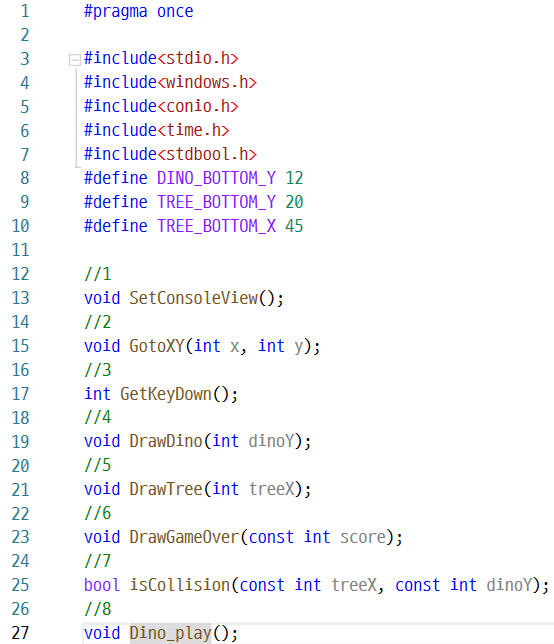 1 #pragma once
2
3 #include<stdio.h>
4 #include<windows.h>
5 #include<conio.h>
6 #include<time.h>
7 #include<stdbool.h>
8 #define DINO_BOTTOM_Y 12
9 #define TREE_BOTTOM_Y 20
10 #define TREE_BOTTOM_X 45
11
12 //1
13 void SetConsoleView();
14 //2
15 void GotoXY(int x, int y);
16 //3
17 int GetKeyDown();
18 //4
19 void DrawDino(int dinoY);
20 //5
21 void DrawTree(int treeX);
22 //6
23 void DrawGameOver(const int score);
24 //7
25 bool isCollision(const int treeX, const int dinoY);
26 //8
27 void Dino_play();